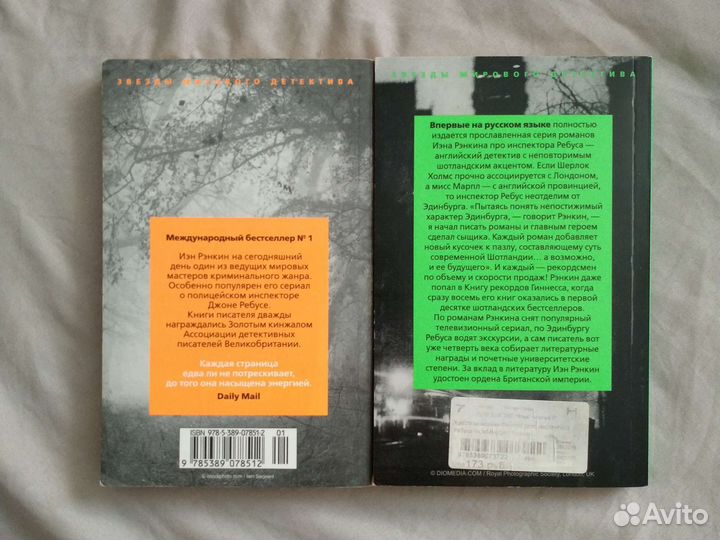 ЗВЕЗДЫ МИРОВОГО ДЕТЕКТИВА
Международный бестселлер № 1
Иэн Рэнкин на сегодняшний
день один из ведущих мировых
мастеров криминального жанра.
Особенно популярен его сериал
о полицейском инспекторе
Джоне Ребусе.
Книги писателя дважды
награждались Золотым кинжалом
Ассоциации детективных
писателей Великобритании.
Каждая страница
едва ли не потрескивает,
до того она насыщена энергией.
Daily Mail
ISBN 978-5-389-07851-2
01
9 785389 078512
ЗВЕЗДЫ МИРОВОГО ДЕТЕКТИВА
Впервые на русском языке полностью
издается прославленная серия романов
Иэна Рэнкина про инспектора Ребуса —
английский детектив с неповторимым
шотландским акцентом. Если Шерлок
Холмс прочно ассоциируется с Лондоном,
а мисс Марпл — с английской провинцией,
то инспектор Ребус неотделим от
Эдинбурга. «Пытаясь понять непостижимый
характер Эдинбурга, — говорит Рэнкин, —
я начал писать романы и главным героем
сделал сыщика. Каждый роман добавляет
новый кусочек к пазлу, составляющему суть
современной Шотландии... а возможно,
и ее будущего». И каждый — рекордсмен
по объему и скорости продаж! Рэнкин даже
попал в Книгу рекордов Гиннесса, когда
сразу восемь его книг оказались в первой
десятке шотландских бестселлеров.
По романам Рэнкина снят популярный
телевизионный сериал, по Эдинбургу
Ребуса водят экскурсии, а сам писатель вот
уже четверть века собирает литературные
награды и почетные университетские
степени. За вклад в литературу Иэн Рэнкин
удостоен ордена Британской империи.
7 Н
173
© DIOMEDIA.COM / Royal Photographic Society, London, UK
Avito